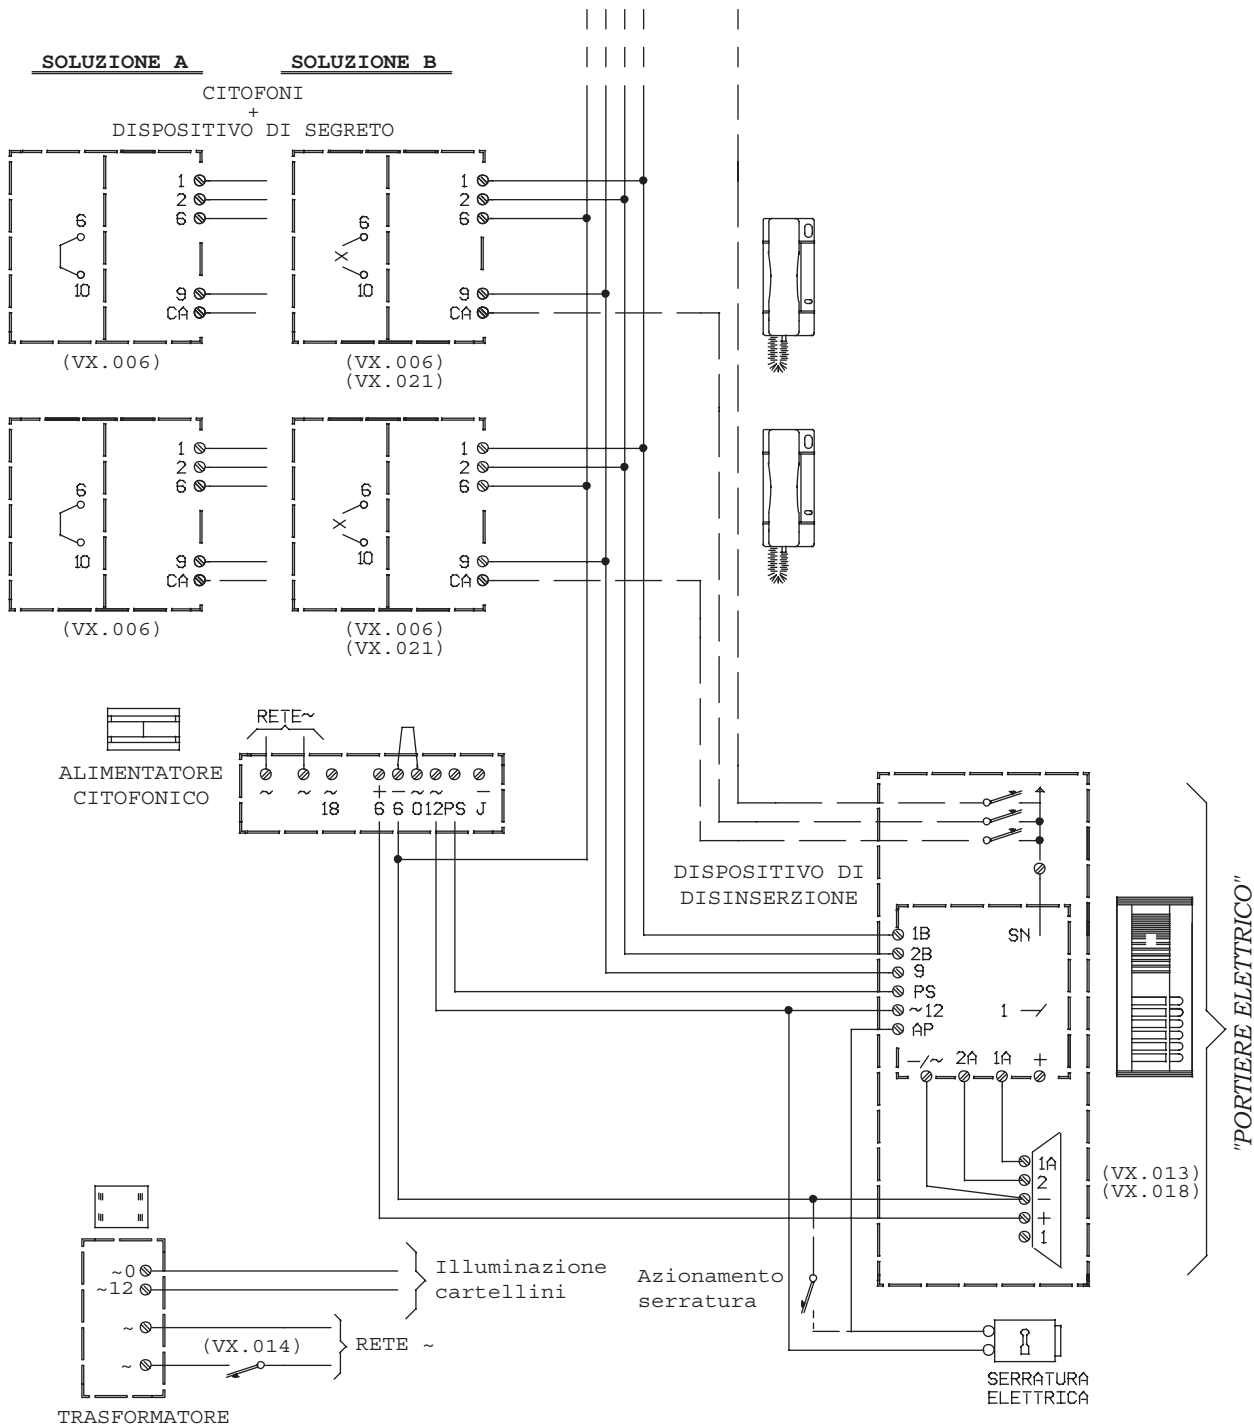 SOLUZIONE A
SOLUZIONE B
CITOFONI
+
DISPOSITIVO DI SEGRETO
1
2
6
6
10
9
CA
(VX.006)
1
2
6
6
10
X
9
CA
(VX.006)
(VX.021)
1
2
6
6
10
9
CA
(VX.006)
1
2
6
6
10
X
9
CA
(VX.006)
(VX.021)
ALIMENTATORE
CITOFONICO
RETE~
~ ~ ~ + — ~ ~ —
18 6 6 0 12 PS J
DISPOSITIVO DI
DISINSERZIONE
1B
2B
9
PS
~12
AP
SN
1
—/~ 2A 1A +
1A
2
—
+
1
(VX.013)
(VX.018)
"PORTIERE ELETTRICO"
~0
~12
~
~
Illuminazione
cartellini
(VX.014)
RETE ~
TRASFORMATORE
Azionamento
serratura
SERRATURA
ELETTRICA